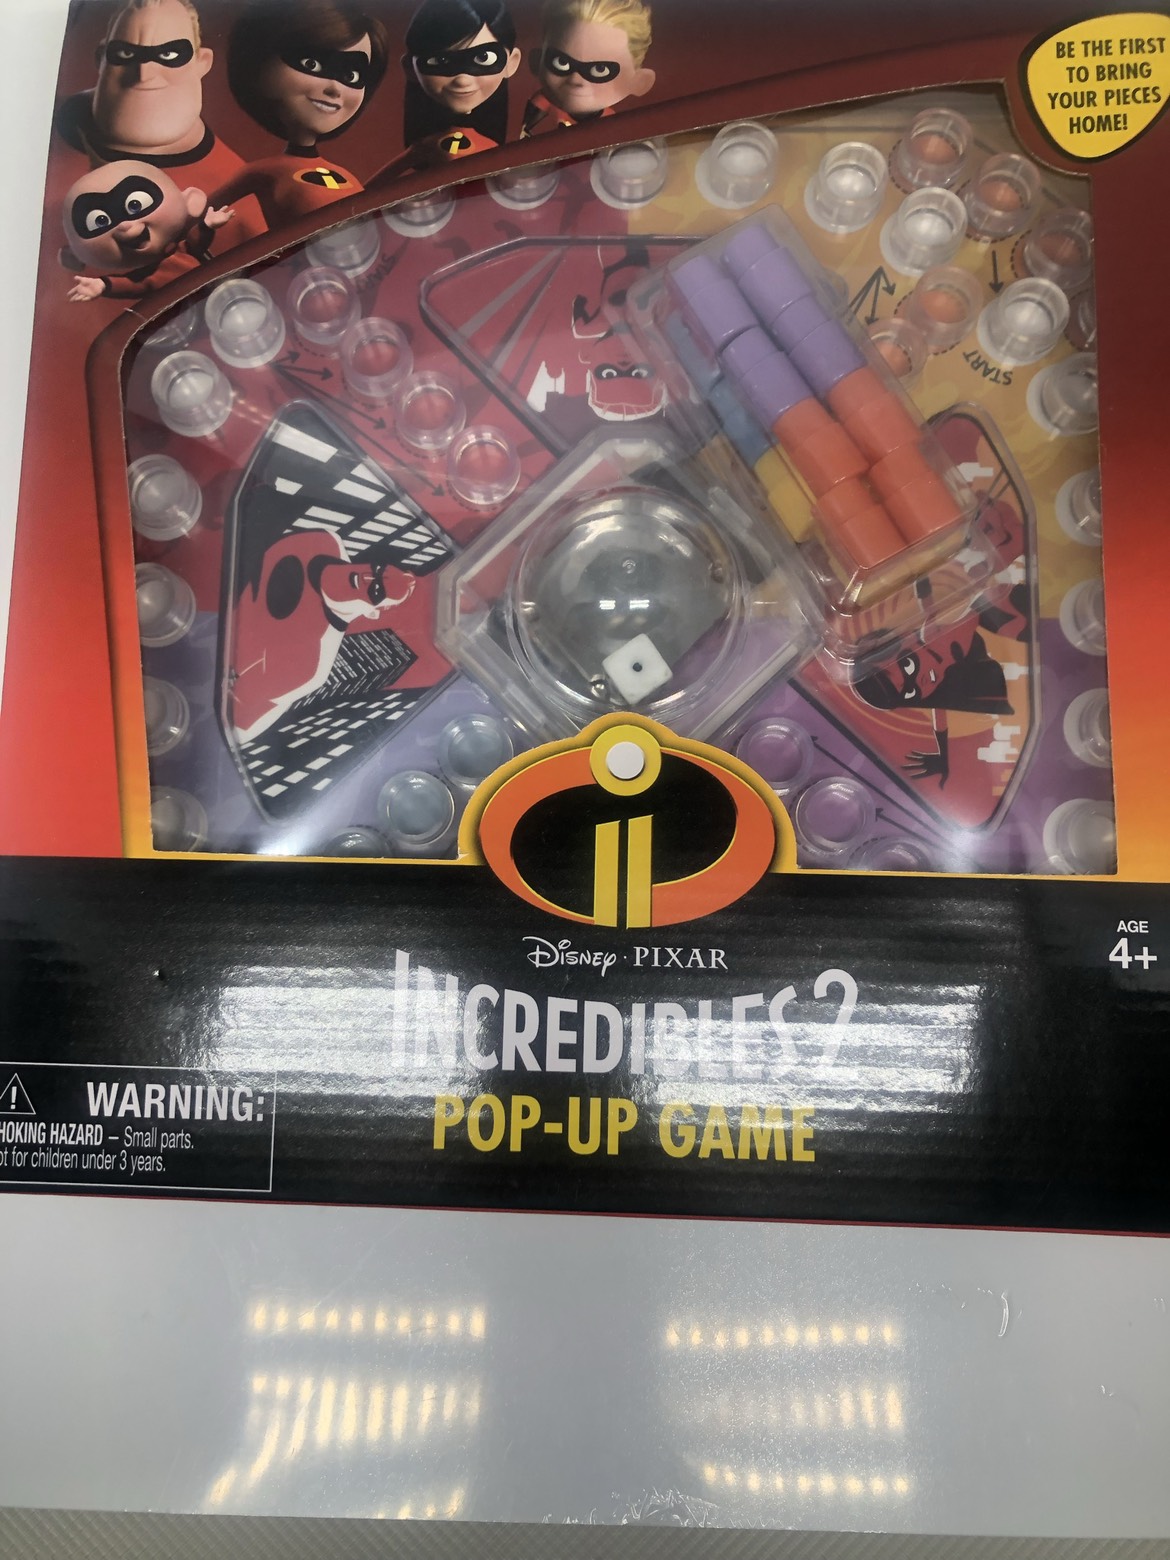 BE THE FIRST
TO BRING
YOUR PIECES
HOME!
START
Disney · PIXAR
INCREDIBLES 2
POP-UP GAME
AGE
4+
WARNING:
HOKING HAZARD – Small parts.
ot for children under 3 years.